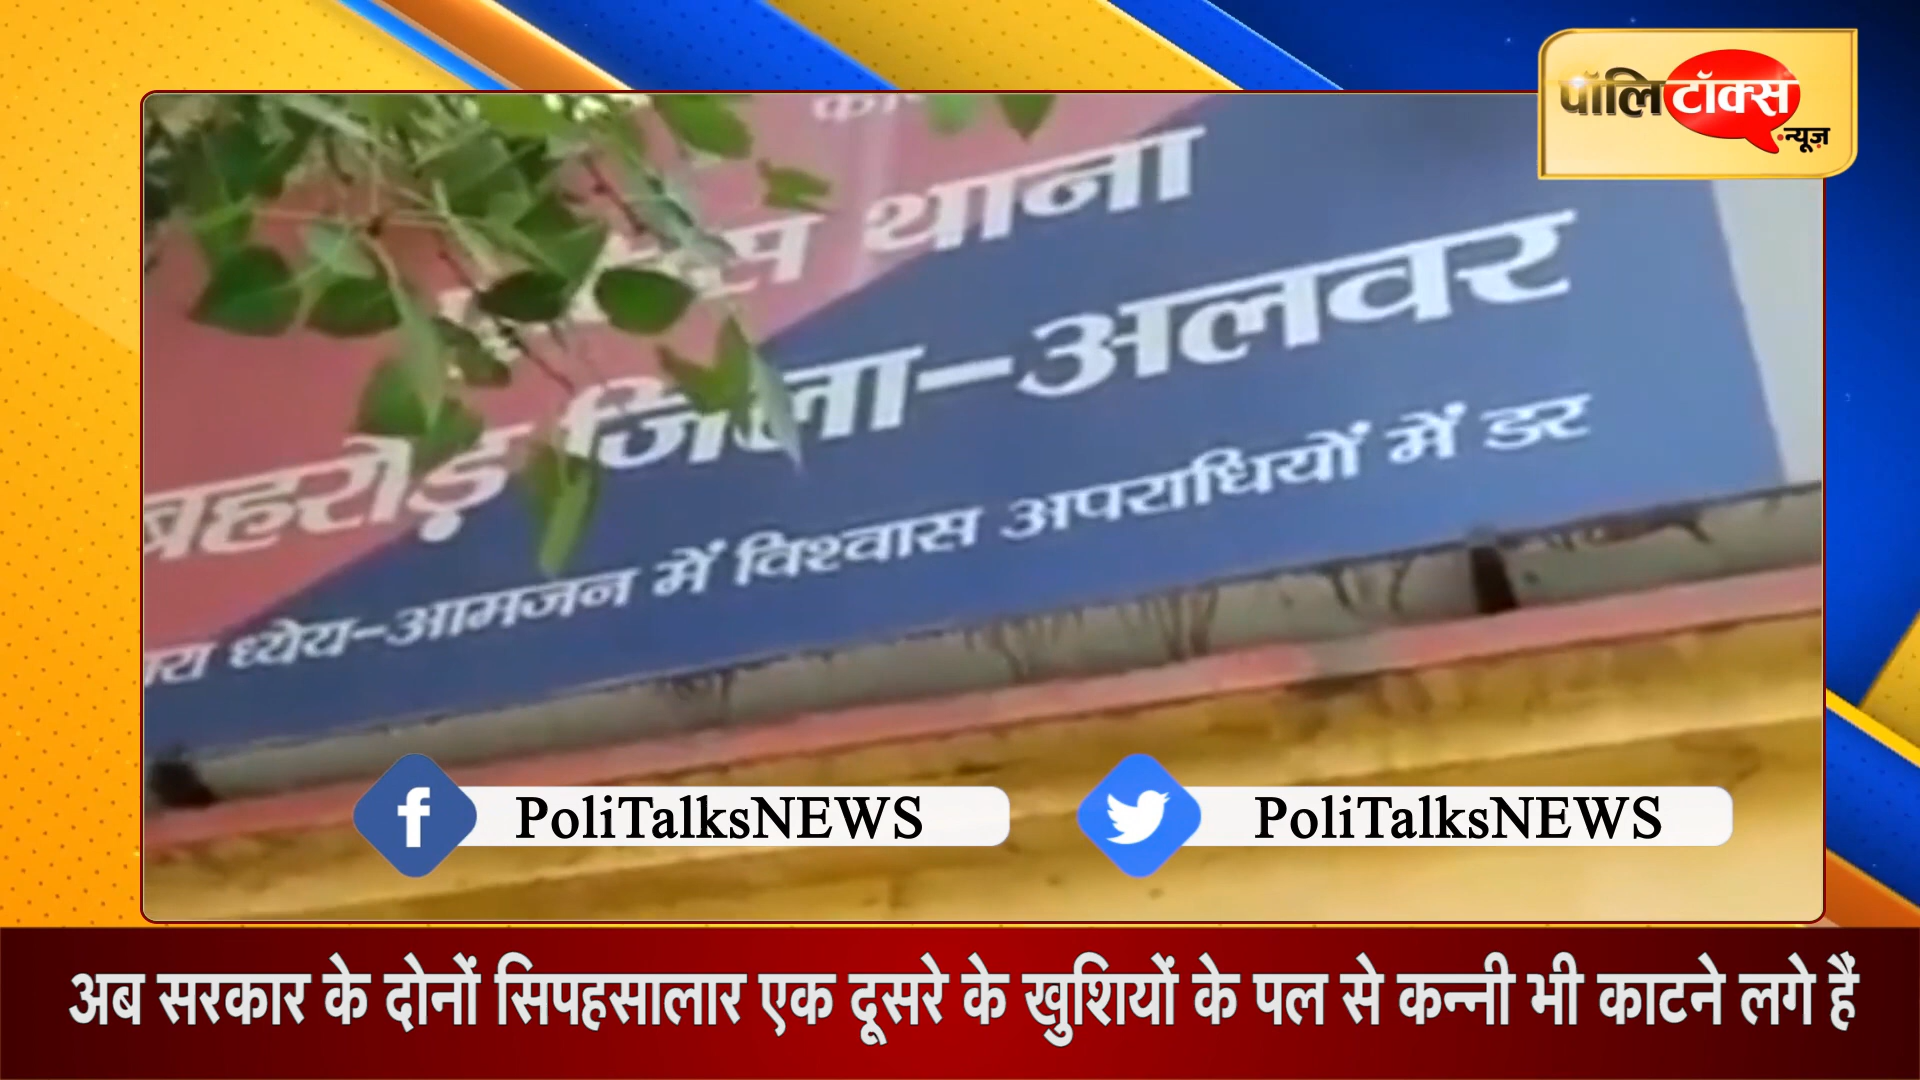 पॉलिटॉक्स
न्यूज़
थाना
बहरोड़ जिला-अलवर
ध्येय-आमजन में विश्वास अपराधियों में डर
f PoliTalksNEWS
PoliTalksNEWS
अब सरकार के दोनों सिपहसालार एक दूसरे के खुशियों के पल से कन्नी भी काटने लगे हैं